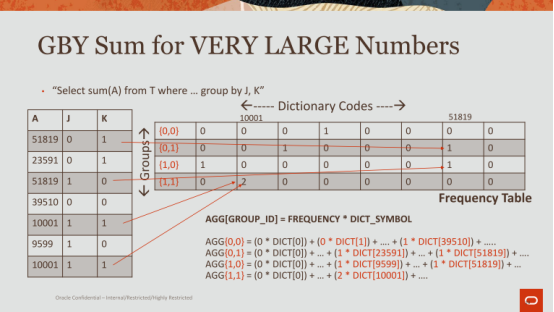 GBY Sum for VERY LARGE Numbers
• “Select sum(A) from T where … group by J, K”
←----- Dictionary Codes ----→
10001 51819
A J K
51819 0 1
23591 0 1
51819 1 0
39510 0 0
10001 1 1
9599 1 0
10001 1 1
← Groups →
{0,0} 0 0 0 1 0 0 0 0
{0,1} 0 0 1 0 0 0 1 0
{1,0} 1 0 0 0 0 0 1 0
{1,1} 0 2 0 0 0 0 0 0
Frequency Table
AGG[GROUP_ID] = FREQUENCY * DICT_SYMBOL
AGG{0,0} = (0 * DICT[0]) + (0 * DICT[1]) + .... + (1 * DICT[39510]) + .....
AGG{0,1} = (0 * DICT[0]) + ... + (1 * DICT[23591]) + ... + (1 * DICT[51819]) + ....
AGG{1,0} = (0 * DICT[0]) + ... + (1 * DICT[9599]) + ... + (1 * DICT[51819]) + ...
AGG{1,1} = (0 * DICT[0]) + ... + (2 * DICT[10001]) + ....
Oracle Confidential – Internal/Restricted/Highly Restricted